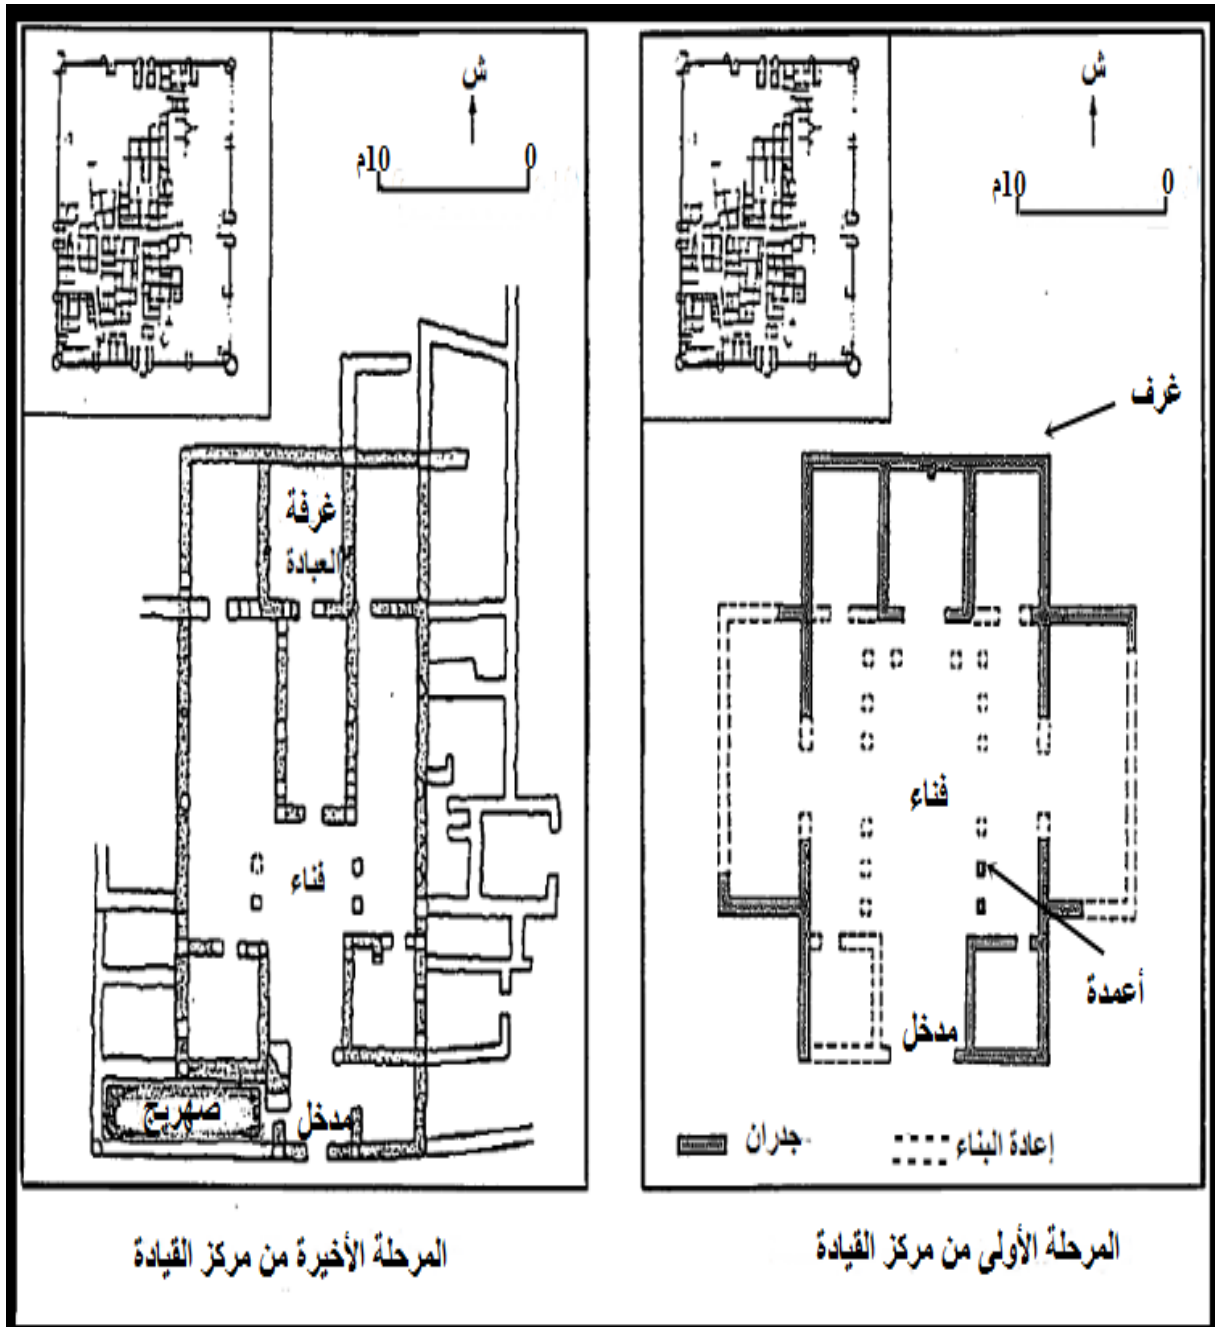 ش
0
10م
غرف
فناء
أعمدة
مدخل
جدران
إعادة البناء
المرحلة الأولى من مركز القيادة
ش
0
10م
غرفة
العبادة
فناء
مدخل
صهريج
المرحلة الأخيرة من مركز القيادة